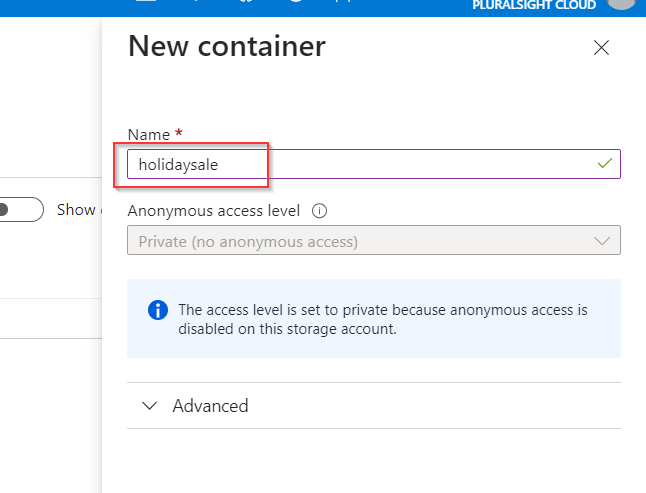 PLURALSIGHT CLOUD
New container
Name *
holidaysale
Show
Anonymous access level
Private (no anonymous access)
The access level is set to private because anonymous access is
disabled on this storage account.
Advanced